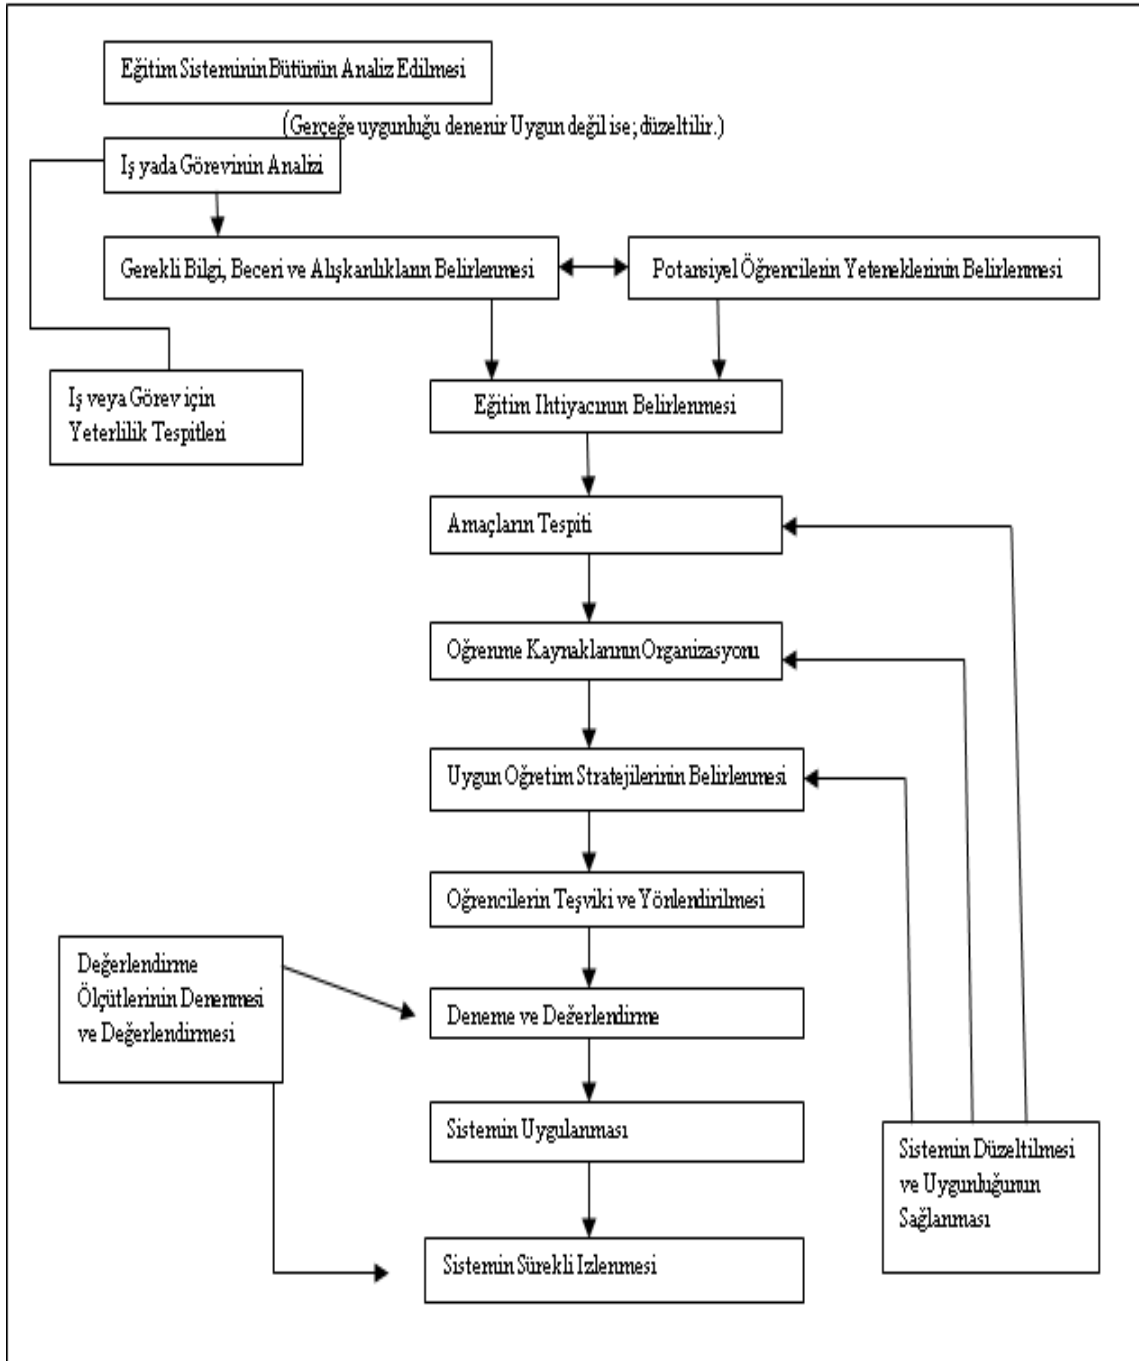 Eğitim Sisteminin Bütünün Analiz Edilmesi
(Gerçeğe uygunluğu denenir Uygun değil ise; düzeltilir.)
Iş yada Görevinin Analizi
Gerekli Bilgi, Beceri ve Alışkanlıkların Belirlenmesi
Potansiyel Öğrencilerin Yeteneklerinin Belirlenmesi
Iş veya Görev için
Yeterlilik Tespitleri
Eğitim Ihtiyacının Belirlenmesi
Amaçların Tespiti
Oğrenme Kaynaklarının Organizasyonu
Uygun Oğretim Stratejilerinin Belirlenmesi
Oğrencilerin Teşviki ve Yönlendirilmesi
Değerlendirme
Ölçütlerinin Denenmesi
ve Değerlendirmesi
Deneme ve Değerlendirme
Sistemin Uygulanması
Sistemin Düzeltilmesi
ve Uygunluğunun
Sağlanması
Sistemin Sürekli Izlenmesi